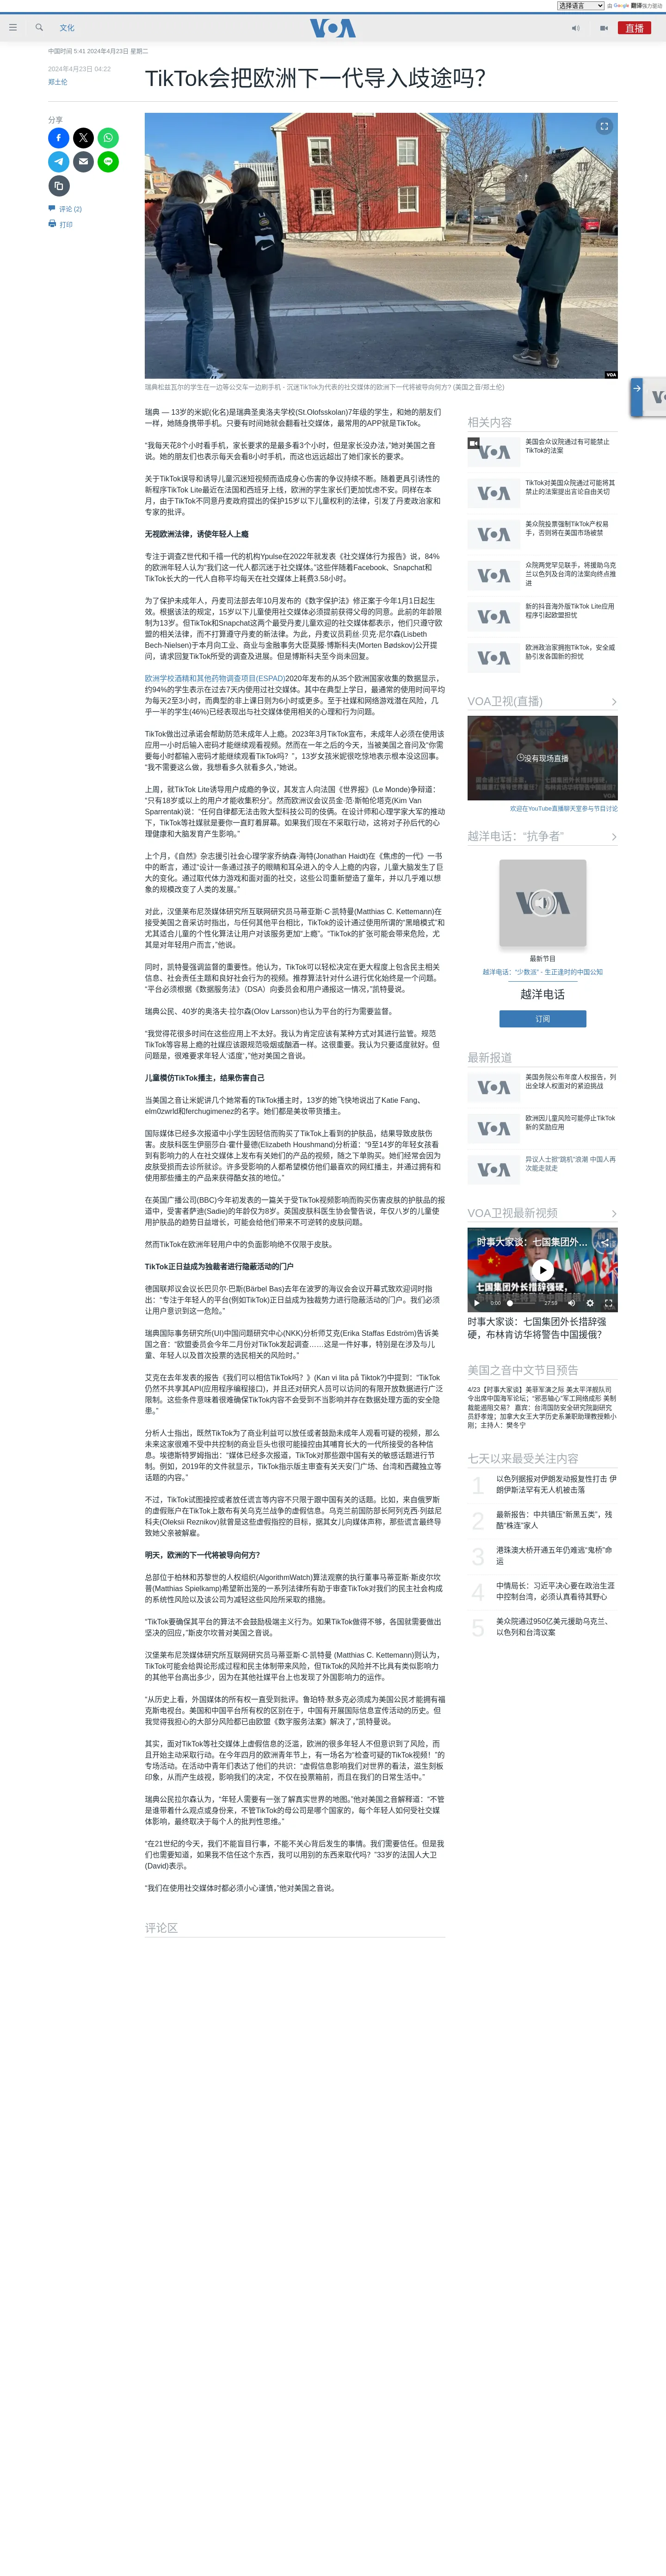 选择语言 由 Google 翻译强力驱动
文化
VOA
直播
中国时间 5:41 2024年4月23日 星期二
2024年4月23日 04:22
郑士伦
TikTok会把欧洲下一代导入歧途吗？
分享
评论 (2)
打印
VOA
瑞典松兹瓦尔的学生在一边等公交车一边刷手机 - 沉迷TikTok为代表的社交媒体的欧洲下一代将被导向何方? (美国之音/郑士伦)
瑞典 — 13岁的米妮(化名)是瑞典圣奥洛夫学校(St.Olofsskolan)7年级的学生，和她的朋友们
一样，她随身携带手机。只要有时间她就会翻看社交媒体，最常用的APP就是TikTok。
“我每天花8个小时看手机，家长要求的是最多看3个小时，但是家长没办法，”她对美国之音
说。她的朋友们也表示每天会看8小时手机，而这也远远超出了她们家长的要求。
关于TikTok误导和诱导儿童沉迷短视频而造成身心伤害的争议持续不断。随着更具引诱性的
新程序TikTok Lite最近在法国和西班牙上线，欧洲的学生家长们更加忧虑不安。同样在本
月，由于TikTok不同意丹麦政府提出的保护15岁以下儿童权利的法律，引发了丹麦政治家和
专家的批评。
无视欧洲法律，诱使年轻人上瘾
专注于调查Z世代和千禧一代的机构Ypulse在2022年就发表《社交媒体行为报告》说，84%
的欧洲年轻人认为“我们这一代人都沉迷于社交媒体。”这些伴随着Facebook、Snapchat和
TikTok长大的一代人自称平均每天在社交媒体上耗费3.58小时。
为了保护未成年人，丹麦司法部去年10月发布的《数字保护法》修正案于今年1月1日起生
效。根据该法的规定，15岁以下儿童使用社交媒体必须提前获得父母的同意。此前的年龄限
制为13岁。但TikTok和Snapchat这两个最受丹麦儿童欢迎的社交媒体都表示，他们只遵守欧
盟的相关法律，而不打算遵守丹麦的新法律。为此，丹麦议员莉丝·贝克·尼尔森(Lisbeth
Bech-Nielsen)于本月向工业、商业与金融事务大臣莫滕·博斯科夫(Morten Bødskov)公开提
问，请求回复TikTok所受的调查及进展。但是博斯科夫至今尚未回复。
欧洲学校酒精和其他药物调查项目(ESPAD)2020年发布的从35个欧洲国家收集的数据显示，
约94%的学生表示在过去7天内使用过社交媒体。其中在典型上学日，最通常的使用时间平均
为每天2至3小时，而典型的非上课日则为6小时或更多。至于社媒和网络游戏潜在风险，几
乎一半的学生(46%)已经表现出与社交媒体使用相关的心理和行为问题。
TikTok做出过承诺会帮助防范未成年人上瘾。2023年3月TikTok宣布，未成年人必须在使用该
应用一小时后输入密码才能继续观看视频。然而在一年之后的今天，当被美国之音问及“你需
要每小时都输入密码才能继续观看TikTok吗？”，13岁女孩米妮很吃惊地表示根本没这回事。
“我不需要这么做，我想看多久就看多久，”她说。
上周，就TikTok Lite诱导用户成瘾的争议，其发言人向法国《世界报》(Le Monde)争辩道：
“只有18岁或以上的用户才能收集积分”。然而欧洲议会议员金·范·斯帕伦塔克(Kim Van
Sparrentak)说：“任何自律都无法击败大型科技公司的伎俩。在设计师和心理学家大军的推动
下，TikTok等社媒就是要你一直盯着屏幕。如果我们现在不采取行动，这将对子孙后代的心
理健康和大脑发育产生影响。”
上个月，《自然》杂志援引社会心理学家乔纳森·海特(Jonathan Haidt)在《焦虑的一代》一书
中的断言，通过“设计一条通过孩子的眼睛和耳朵进入的令人上瘾的内容，儿童大脑发生了巨
大的变化。通过取代体力游戏和面对面的社交，这些公司重新塑造了童年，并以几乎难以想
象的规模改变了人类的发展。”
对此，汉堡莱布尼茨媒体研究所互联网研究员马蒂亚斯·C·凯特曼(Matthias C. Kettemann)在
接受美国之音采访时指出，与任何其他平台相比，TikTok的设计通过使用所谓的“黑暗模式”和
尤其适合儿童的个性化算法让用户对该服务更加“上瘾”。“TikTok的扩张可能会带来危险，尤
其是对年轻用户而言，”他说。
同时，凯特曼强调监督的重要性。他认为，TikTok可以轻松决定在更大程度上包含民主相关
信息、社会责任主题和良好社会行为的视频。推荐算法针对什么进行优化始终是一个问题。
“平台必须根据《数据服务法》（DSA）向委员会和用户通报这一情况，”凯特曼说。
瑞典公民、40岁的奥洛夫·拉尔森(Olov Larsson)也认为平台的行为需要监督。
“我觉得花很多时间在这些应用上不太好。我认为肯定应该有某种方式对其进行监管。规范
TikTok等容易上瘾的社媒应该跟规范吸烟或酗酒一样。这很重要。我认为只要适度就好。但
问题是，很难要求年轻人‘适度’，”他对美国之音说。
儿童模仿TikTok播主，结果伤害自己
当美国之音让米妮讲几个她常看的TikTok播主时，13岁的她飞快地说出了Katie Fang、
elm0zwrld和ferchugimenez的名字。她们都是美妆带货播主。
国际媒体已经多次报道中小学生因轻信而购买了TikTok上看到的护肤品，结果导致皮肤伤
害。皮肤科医生伊丽莎白·霍什曼德(Elizabeth Houshmand)分析道：“9至14岁的年轻女孩看
到有影响力的人在社交媒体上发布有关她们的产品的视频，随之下单购买。她们经常会因为
皮肤受损而去诊所就诊。许多受影响的人都希望模仿他们最喜欢的网红播主，并通过拥有和
使用那些播主的产品来获得酷女孩的地位。”
在英国广播公司(BBC)今年初发表的一篇关于受TikTok视频影响而购买伤害皮肤的护肤品的报
道中，受害者萨迪(Sadie)的年龄仅为8岁。英国皮肤科医生协会警告说，年仅八岁的儿童使
用护肤品的趋势日益增长，可能会给他们带来不可逆转的皮肤问题。
然而TikTok在欧洲年轻用户中的负面影响绝不仅限于皮肤。
TikTok正日益成为独裁者进行隐蔽活动的门户
德国联邦议会议长巴贝尔·巴斯(Bärbel Bas)去年在波罗的海议会会议开幕式致欢迎词时指
出：“专注于年轻人的平台(例如TikTok)正日益成为独裁势力进行隐蔽活动的门户。我们必须
让用户意识到这一危险。”
瑞典国际事务研究所(UI)中国问题研究中心(NKK)分析师艾克(Erika Staffas Edström)告诉美
国之音：“欧盟委员会今年二月份对TikTok发起调查……这是一件好事，特别是在涉及与儿
童、年轻人以及首次投票的选民相关的风险时。”
艾克在去年发表的报告《我们可以相信TikTok吗？》(Kan vi lita på Tiktok?)中提到：“TikTok
仍然不共享其API(应用程序编程接口)，并且还对研究人员可以访问的有限开放数据进行广泛
限制。这些条件意味着很难确保TikTok内容不会受到不当影响并存在数据处理方面的安全隐
患。”
分析人士指出，既然TikTok为了商业利益可以放任或者鼓励未成年人观看可疑的视频，那么
未来这家很难不受中共控制的商业巨头也很可能操控由其哺育长大的一代所接受的各种信
息。埃德斯特罗姆指出：“媒体已经多次报道，TikTok对那些跟中国有关的敏感话题进行节
制。例如，2019年的文件就显示，TikTok指示版主审查有关天安门广场、台湾和西藏独立等
话题的内容。”
不过，TikTok试图操控或者放任谎言等内容不只限于跟中国有关的话题。比如，来自俄罗斯
的虚假账户在TikTok上散布有关乌克兰战争的虚假信息。乌克兰前国防部长阿列克西·列兹尼
科夫(Oleksii Reznikov)就曾是这些虚假指控的目标，据其女儿向媒体声称，那些谎言最终导
致她父亲被解雇。
明天，欧洲的下一代将被导向何方？
总部位于柏林和苏黎世的人权组织(AlgorithmWatch)算法观察的执行董事马蒂亚斯·斯皮尔坎
普(Matthias Spielkamp)希望新出笼的一系列法律所有助于审查TikTok对我们的民主社会构成
的系统性风险以及该公司为减轻这些风险所采取的措施。
“TikTok要确保其平台的算法不会鼓励极端主义行为。如果TikTok做得不够，各国就需要做出
坚决的回应，”斯皮尔坎普对美国之音说。
汉堡莱布尼茨媒体研究所互联网研究员马蒂亚斯·C·凯特曼 (Matthias C. Kettemann)则认为，
TikTok可能会给舆论形成过程和民主体制带来风险，但TikTok的风险并不比具有类似影响力
的其他平台高出多少，因为在其他社媒平台上也发现了外国影响力的运作。
“从历史上看，外国媒体的所有权一直受到批评。鲁珀特·默多克必须成为美国公民才能拥有福
克斯电视台。美国和中国平台所有权的区别在于，中国有开展国际信息宣传活动的历史。但
我觉得我担心的大部分风险都已由欧盟《数字服务法案》解决了，”凯特曼说。
其实，面对TikTok等社交媒体上虚假信息的泛滥，欧洲的很多年轻人不但意识到了风险，而
且开始主动采取行动。在今年四月的欧洲青年节上，有一场名为“检查可疑的TikTok视频！”的
专场活动。在活动中青年们表达了他们的共识：“虚假信息影响我们对世界的看法，滋生刻板
印象，从而产生歧视，影响我们的决定，不仅在投票箱前，而且在我们的日常生活中。”
瑞典公民拉尔森认为，“年轻人需要有一张了解真实世界的地图。”他对美国之音解释道：“不管
是谁带着什么观点或身份来，不管TikTok的母公司是哪个国家的，每个年轻人如何受社交媒
体影响，最终取决于每个人的批判性思维。”
“在21世纪的今天，我们不能盲目行事，不能不关心背后发生的事情。我们需要信任。但是我
们也需要知道，如果我不信任这个东西，我可以用别的东西来取代吗？”33岁的法国人大卫
(David)表示。
“我们在使用社交媒体时都必须小心谨慎，”他对美国之音说。
评论区
相关内容
美国会众议院通过有可能禁止
TikTok的法案
TikTok对美国众院通过可能将其
禁止的法案提出言论自由关切
美众院投票强制TikTok产权易
手，否则将在美国市场被禁
众院两党罕见联手，将援助乌克
兰以色列及台湾的法案向终点推
进
新的抖音海外版TikTok Lite应用
程序引起欧盟担忧
欧洲政治家拥抱TikTok，安全威
胁引发各国新的担忧
VOA卫视(直播)
没有现场直播
欢迎在YouTube直播聊天室参与节目讨论
越洋电话：“抗争者”
最新节目
越洋电话：“少数派” - 生正逢时的中国公知
越洋电话
订阅
最新报道
美国务院公布年度人权报告，列
出全球人权面对的紧迫挑战
欧洲因儿童风险可能停止TikTok
新的奖励应用
异议人士掀“跳机”浪潮 中国人再
次能走就走
VOA卫视最新视频
时事大家谈：七国集团外...
七国集团外长措辞强硬，
0:00
27:59
时事大家谈：七国集团外长措辞强
硬，布林肯访华将警告中国援俄？
美国之音中文节目预告
4/23【时事大家谈】美菲军演之际 美太平洋舰队司
令出席中国海军论坛；“邪恶轴心”军工网络成形 美制
裁能遏阻交易？ 嘉宾：台湾国防安全研究院副研究
员舒孝煌；加拿大女王大学历史系兼职助理教授赖小
刚；主持人：樊冬宁
七天以来最受关注内容
1 以色列据报对伊朗发动报复性打击 伊
朗伊斯法罕有无人机被击落
2 最新报告：中共镇压“新黑五类”，残
酷“株连”家人
3 港珠澳大桥开通五年仍难逃“鬼桥”命
运
4 中情局长：习近平决心要在政治生涯
中控制台湾，必须认真看待其野心
5 美众院通过950亿美元援助乌克兰、
以色列和台湾议案